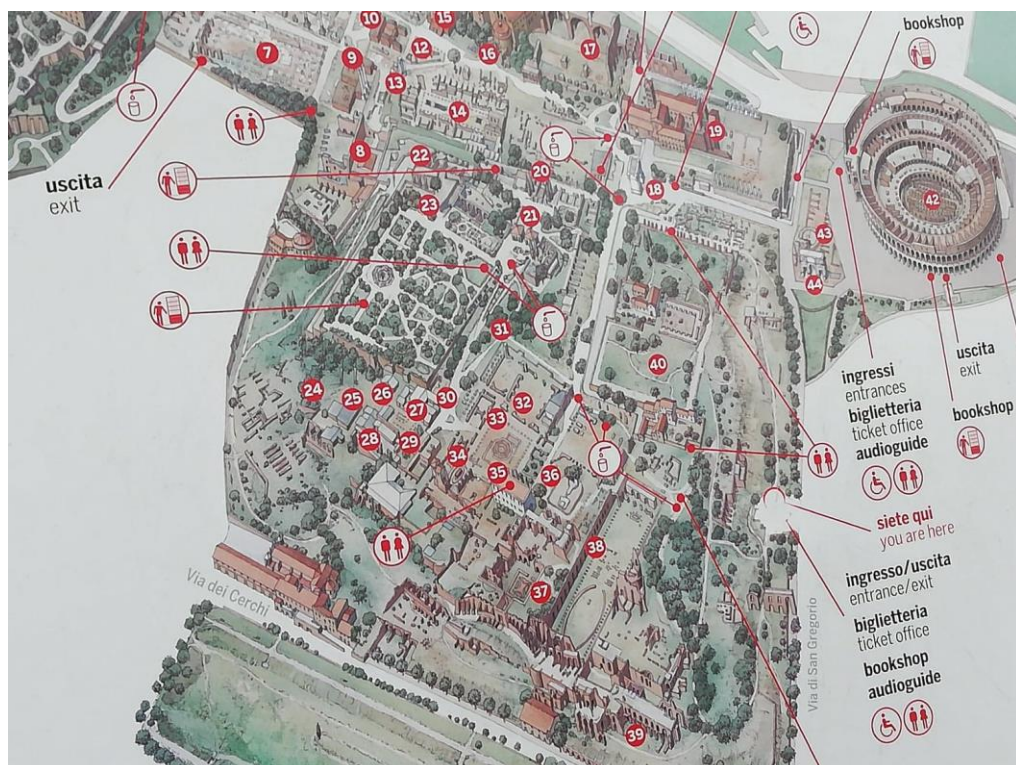 10
15
bookshop
7
9
12
16
17
13
14
19
8
22
20
18
42
uscita
exit
23
21
43
44
31
40
ingressi
entrances
biglietteria
ticket office
audioguide
uscita
exit
bookshop
24
25
26
27
30
32
33
28
29
34
35
36
siete qui
you are here
38
37
ingresso/uscita
entrance/exit
biglietteria
ticket office
bookshop
audioguide
39
Via dei Cerchi
Via di San Gregorio